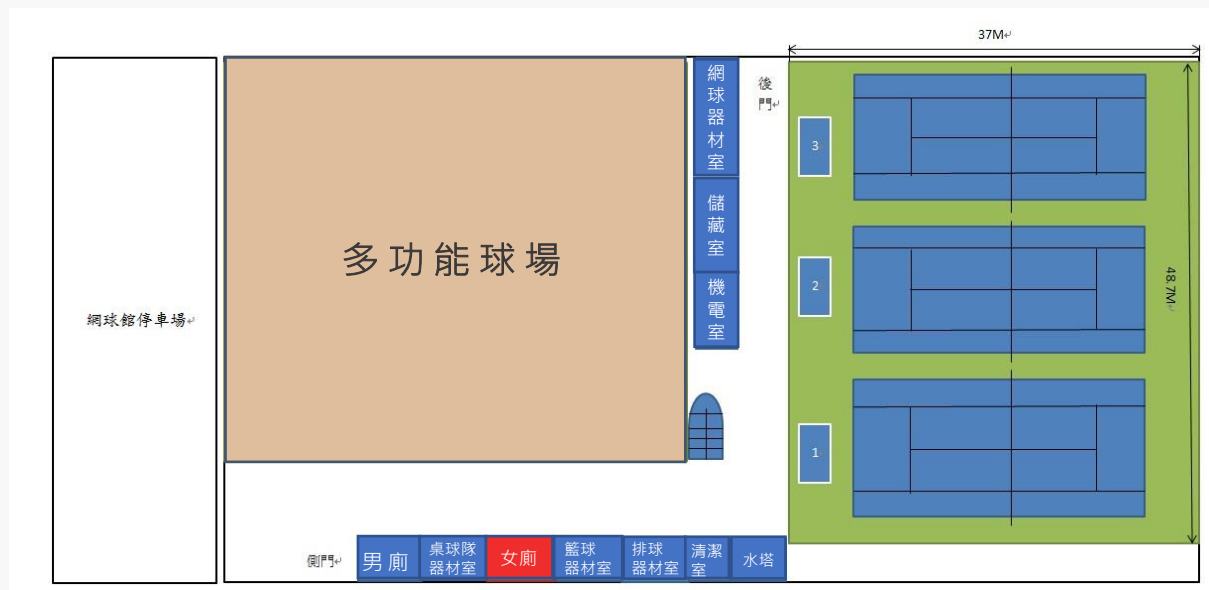 37M
網球器材室
後門
3
儲藏室
多功能球場
機電室
2
48.7M
網球館停車場
1
側門
男廁
桌球隊
器材室
女廁
籃球
器材室
排球
器材室
清潔
室
水塔